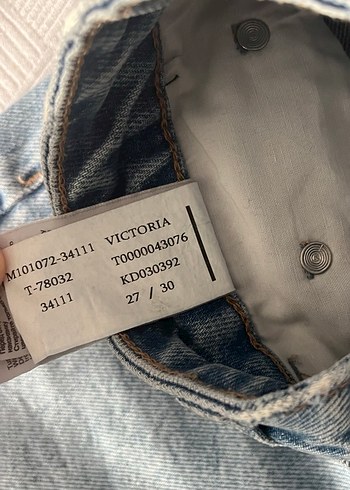 M101072-34111 VICTORIA
T-78032 T0000043076
34111 KD030392
27 / 30